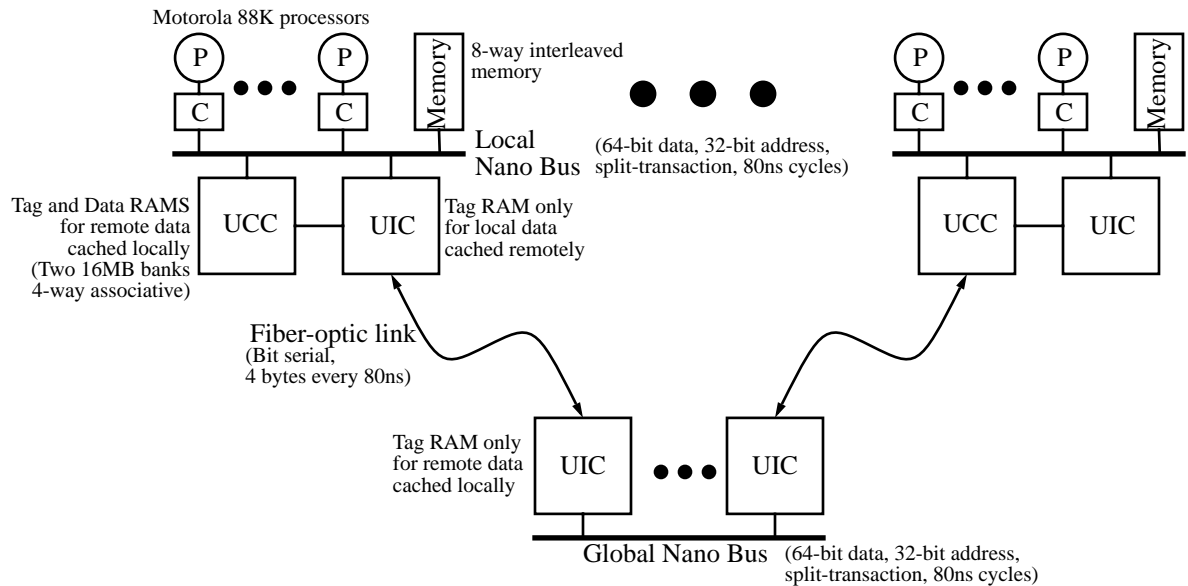 Motorola 88K processors
P
P
8-way interleaved
memory
Memory
C
C
Local
Nano Bus
(64-bit data, 32-bit address,
split-transaction, 80ns cycles)
P
P
Memory
C
C
Tag and Data RAMS
for remote data
cached locally
(Two 16MB banks
4-way associative)
UCC
UIC
Tag RAM only
for local data
cached remotely
UCC
UIC
Fiber-optic link
(Bit serial,
4 bytes every 80ns)
Tag RAM only
for remote data
cached locally
UIC
UIC
Global Nano Bus
(64-bit data, 32-bit address,
split-transaction, 80ns cycles)